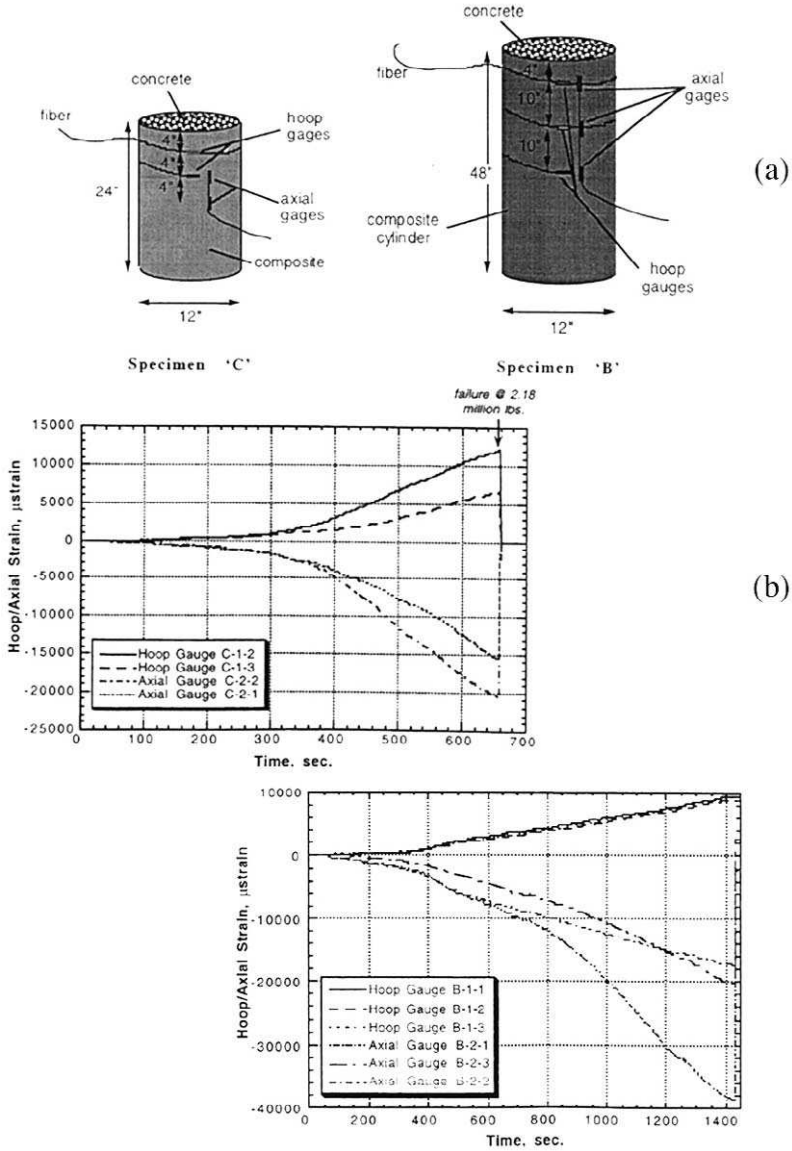 concrete
fiber
hoop
gages
4"
4"
4"
24"
axial
gages
composite
12"
Specimen 'C'
concrete
fiber
4"
10"
10"
axial
gages
48"
composite
cylinder
hoop
gauges
12"
Specimen 'B'
(a)
failure @ 2.18
million lbs.
15000
10000
5000
0
-5000
-10000
-15000
-20000
-25000
Hoop/Axial Strain, µstrain
Hoop Gauge C-1-2
Hoop Gauge C-1-3
Axial Gauge C-2-2
Axial Gauge C-2-1
0 100 200 300 400 500 600 700
Time, sec.
(b)
10000
0
-10000
-20000
-30000
-40000
Hoop/Axial Strain, µstrain
Hoop Gauge B-1-1
Hoop Gauge B-1-2
Hoop Gauge B-1-3
Axial Gauge B-2-1
Axial Gauge B-2-3
Axial Gauge B-2-2
0 200 400 600 800 1000 1200 1400
Time, sec.